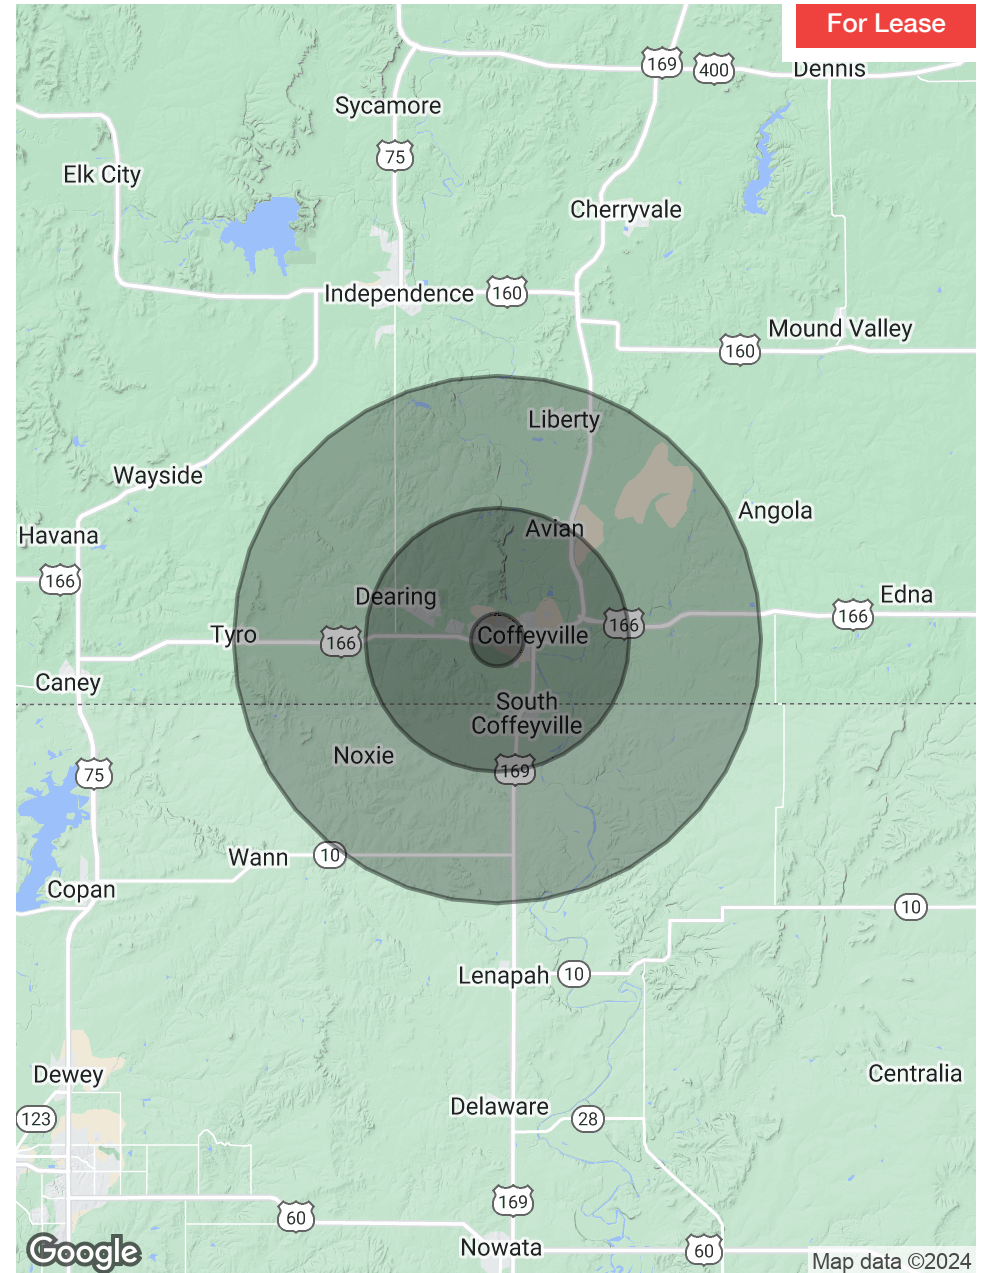 For Lease
169
400
Dennis
Sycamore
75
Elk City
Cherryvale
Independence
160
Mound Valley
160
Liberty
Wayside
Angola
Avian
Havana
166
Dearing
Edna
166
166
Tyro
166
Coffeyville
Caney
South
Coffeyville
Noxie
169
75
Wann
10
Copan
10
Lenapah
10
Dewey
Centralia
Delaware
123
28
169
60
Nowata
60
Google
Map data ©2024